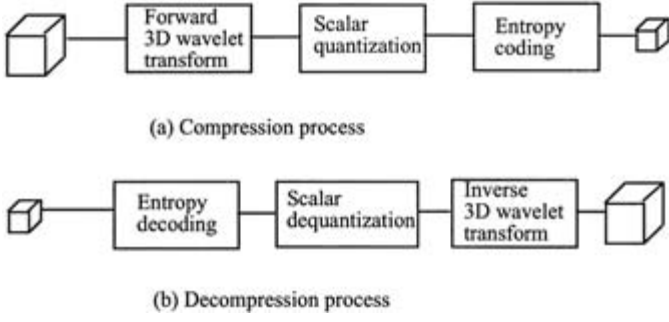 Forward
3D wavelet
transform
Scalar
quantization
Entropy
coding
(a) Compression process
Entropy
decoding
Scalar
dequantization
Inverse
3D wavelet
transform
(b) Decompression process